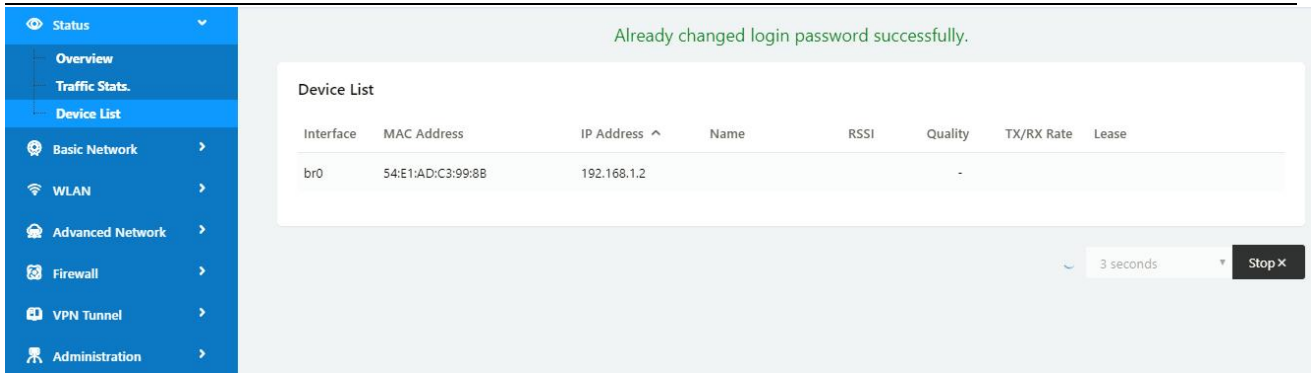 Status
Overview
Traffic Stats.
Device List
Basic Network
WLAN
Advanced Network
Firewall
VPN Tunnel
Administration
Already changed login password successfully.
Device List
Interface MAC Address IP Address Name RSSI Quality TX/RX Rate Lease
br0 54:E1:AD:C3:99:8B 192.168.1.2 -
3 seconds Stop ×